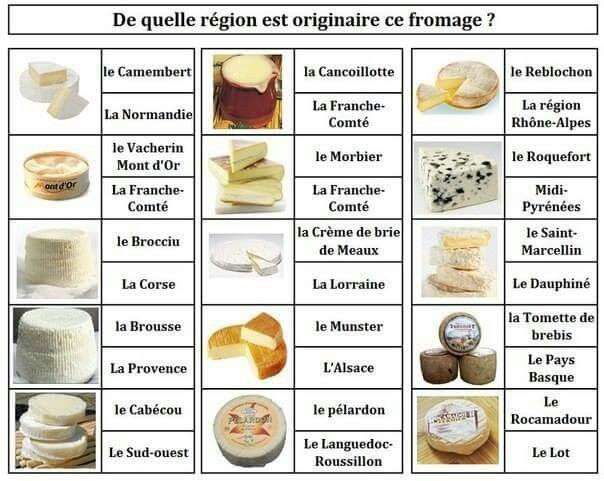 De quelle région est originaire ce fromage ?
le Camembert
La Normandie
la Cancoillotte
La Franche-
Comté
le Reblochon
La région
Rhône-Alpes
Mont d'Or
le Vacherin
Mont d'Or
La Franche-
Comté
le Morbier
La Franche-
Comté
le Roquefort
Midi-
Pyrénées
le Brocciu
La Corse
la Crème de brie
de Meaux
La Lorraine
le Saint-
Marcellin
Le Dauphiné
la Brousse
La Provence
le Munster
L'Alsace
la Tomette de
brebis
Le Pays
Basque
le Cabécou
Le Sud-ouest
PÉLARDON
le pélardon
Le Languedoc-
Roussillon
Le
Rocamadour
Le Lot